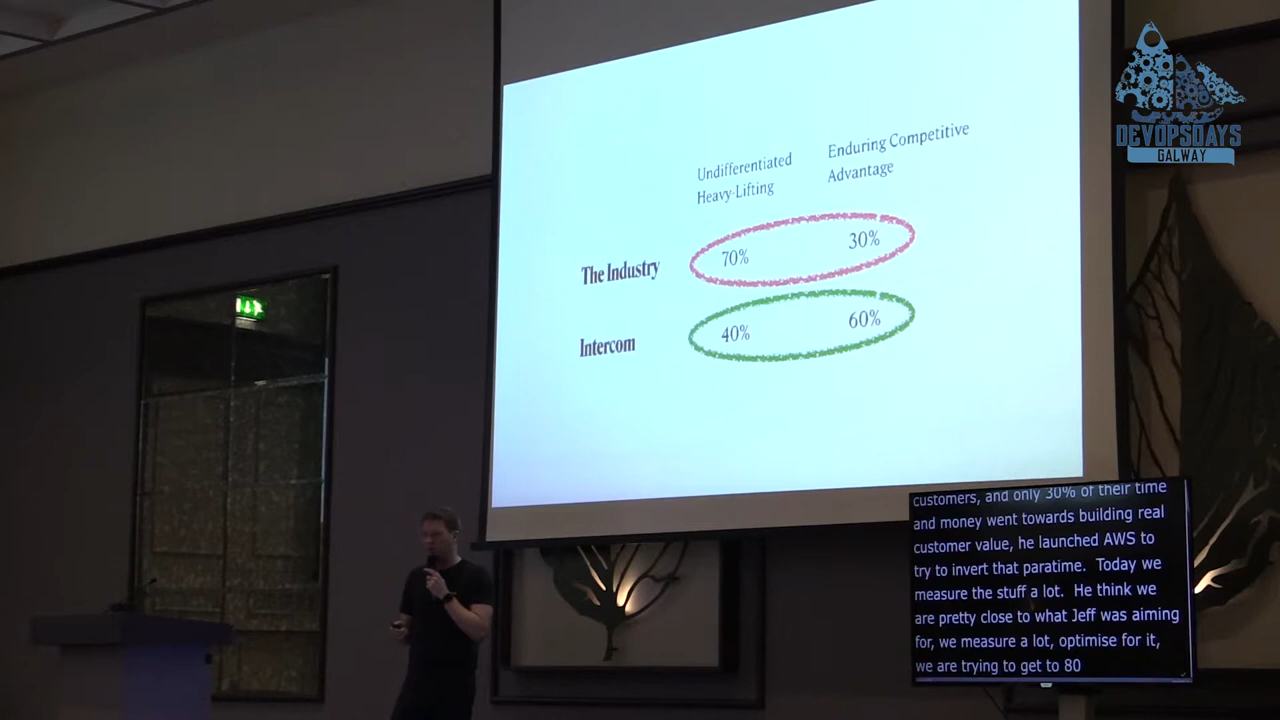 DEVOPSDAYS
GALWAY
Undifferentiated
Heavy-Lifting
Enduring Competitive
Advantage
The Industry
70%
30%
Intercom
40%
60%
customers, and only 30% of their time
and money went towards building real
customer value, he launched AWS to
try to invert that paratime. Today we
measure the stuff a lot. He think we
are pretty close to what Jeff was aiming
for, we measure a lot, optimise for it,
we are trying to get to 80